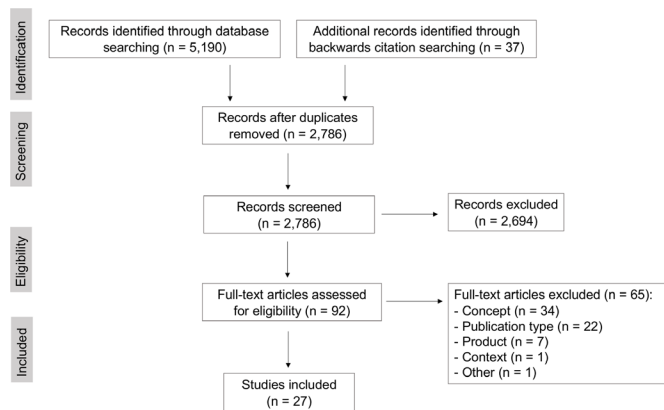 Identification
Records identified through database
searching (n = 5,190)
Additional records identified through
backwards citation searching (n = 37)
Screening
Records after duplicates
removed (n = 2,786)
Records screened
(n = 2,786)
Records excluded
(n = 2,694)
Eligibility
Full-text articles assessed
for eligibility (n = 92)
Full-text articles excluded (n = 65):
- Concept (n = 34)
- Publication type (n = 22)
- Product (n = 7)
- Context (n = 1)
- Other (n = 1)
Included
Studies included
(n = 27)